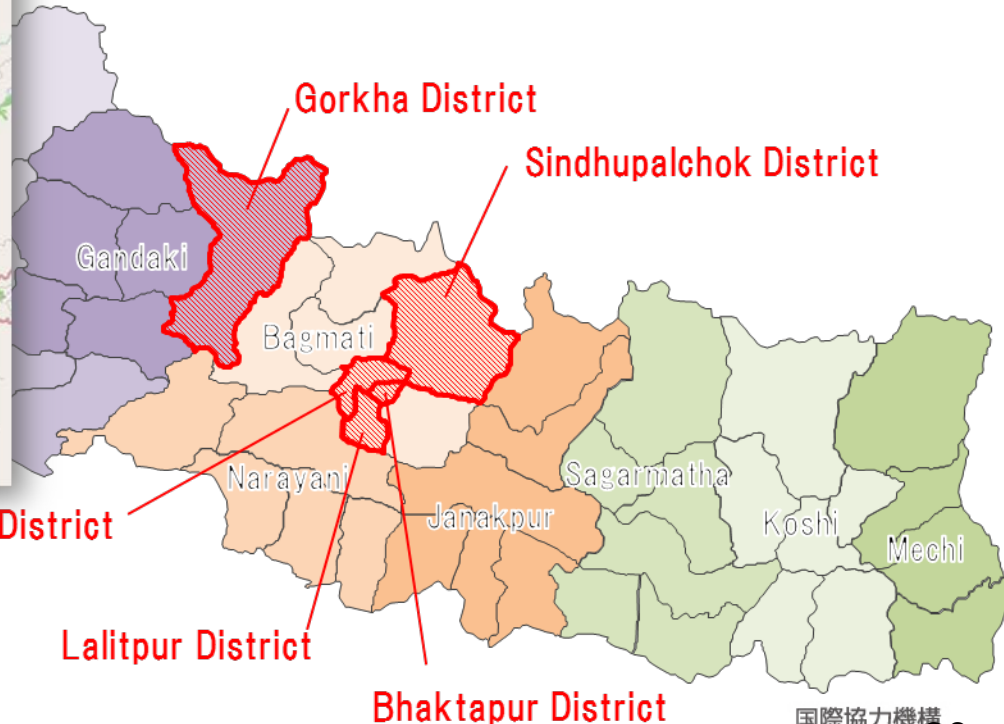 Gorkha District
Sindhupalchok District
Gandaki
Bagmati
Narayani
Sagarmatha
District
Janakpur
Koshi
Mechi
Lalitpur District
Bhaktapur District
国際協力機構